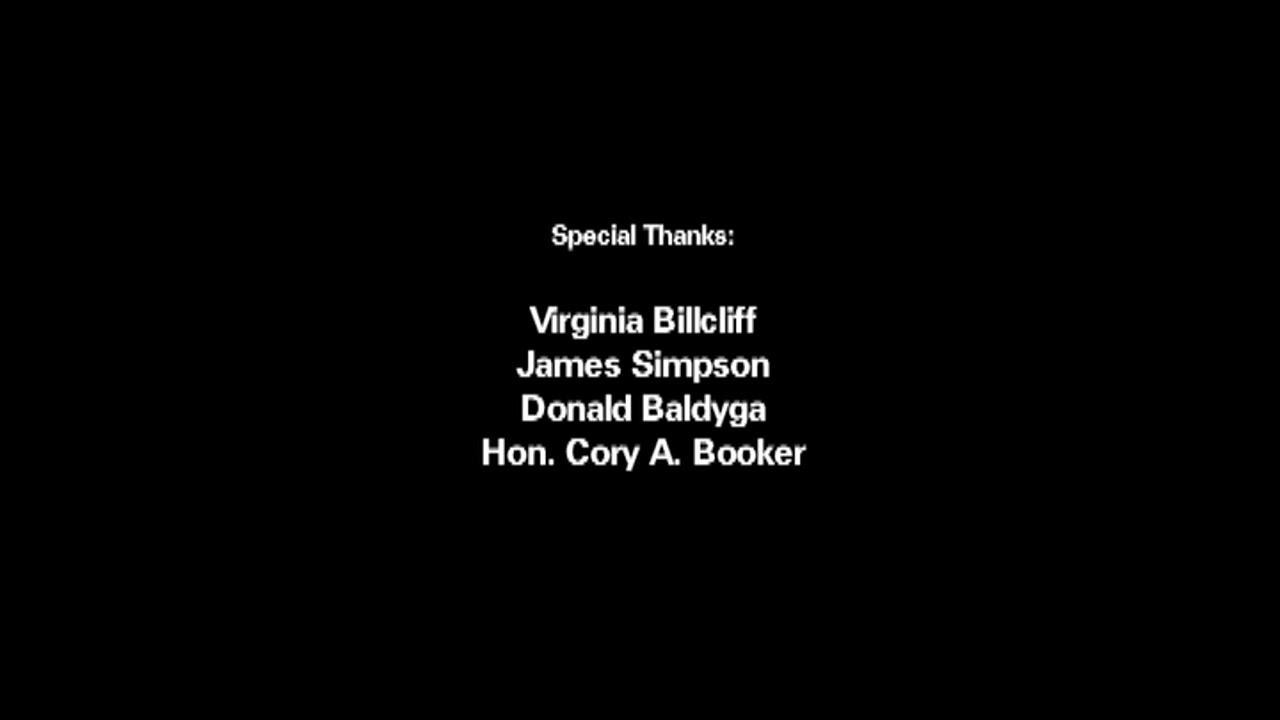 Special Thanks:
Virginia Billcliff
James Simpson
Donald Baldyga
Hon. Cory A. Booker